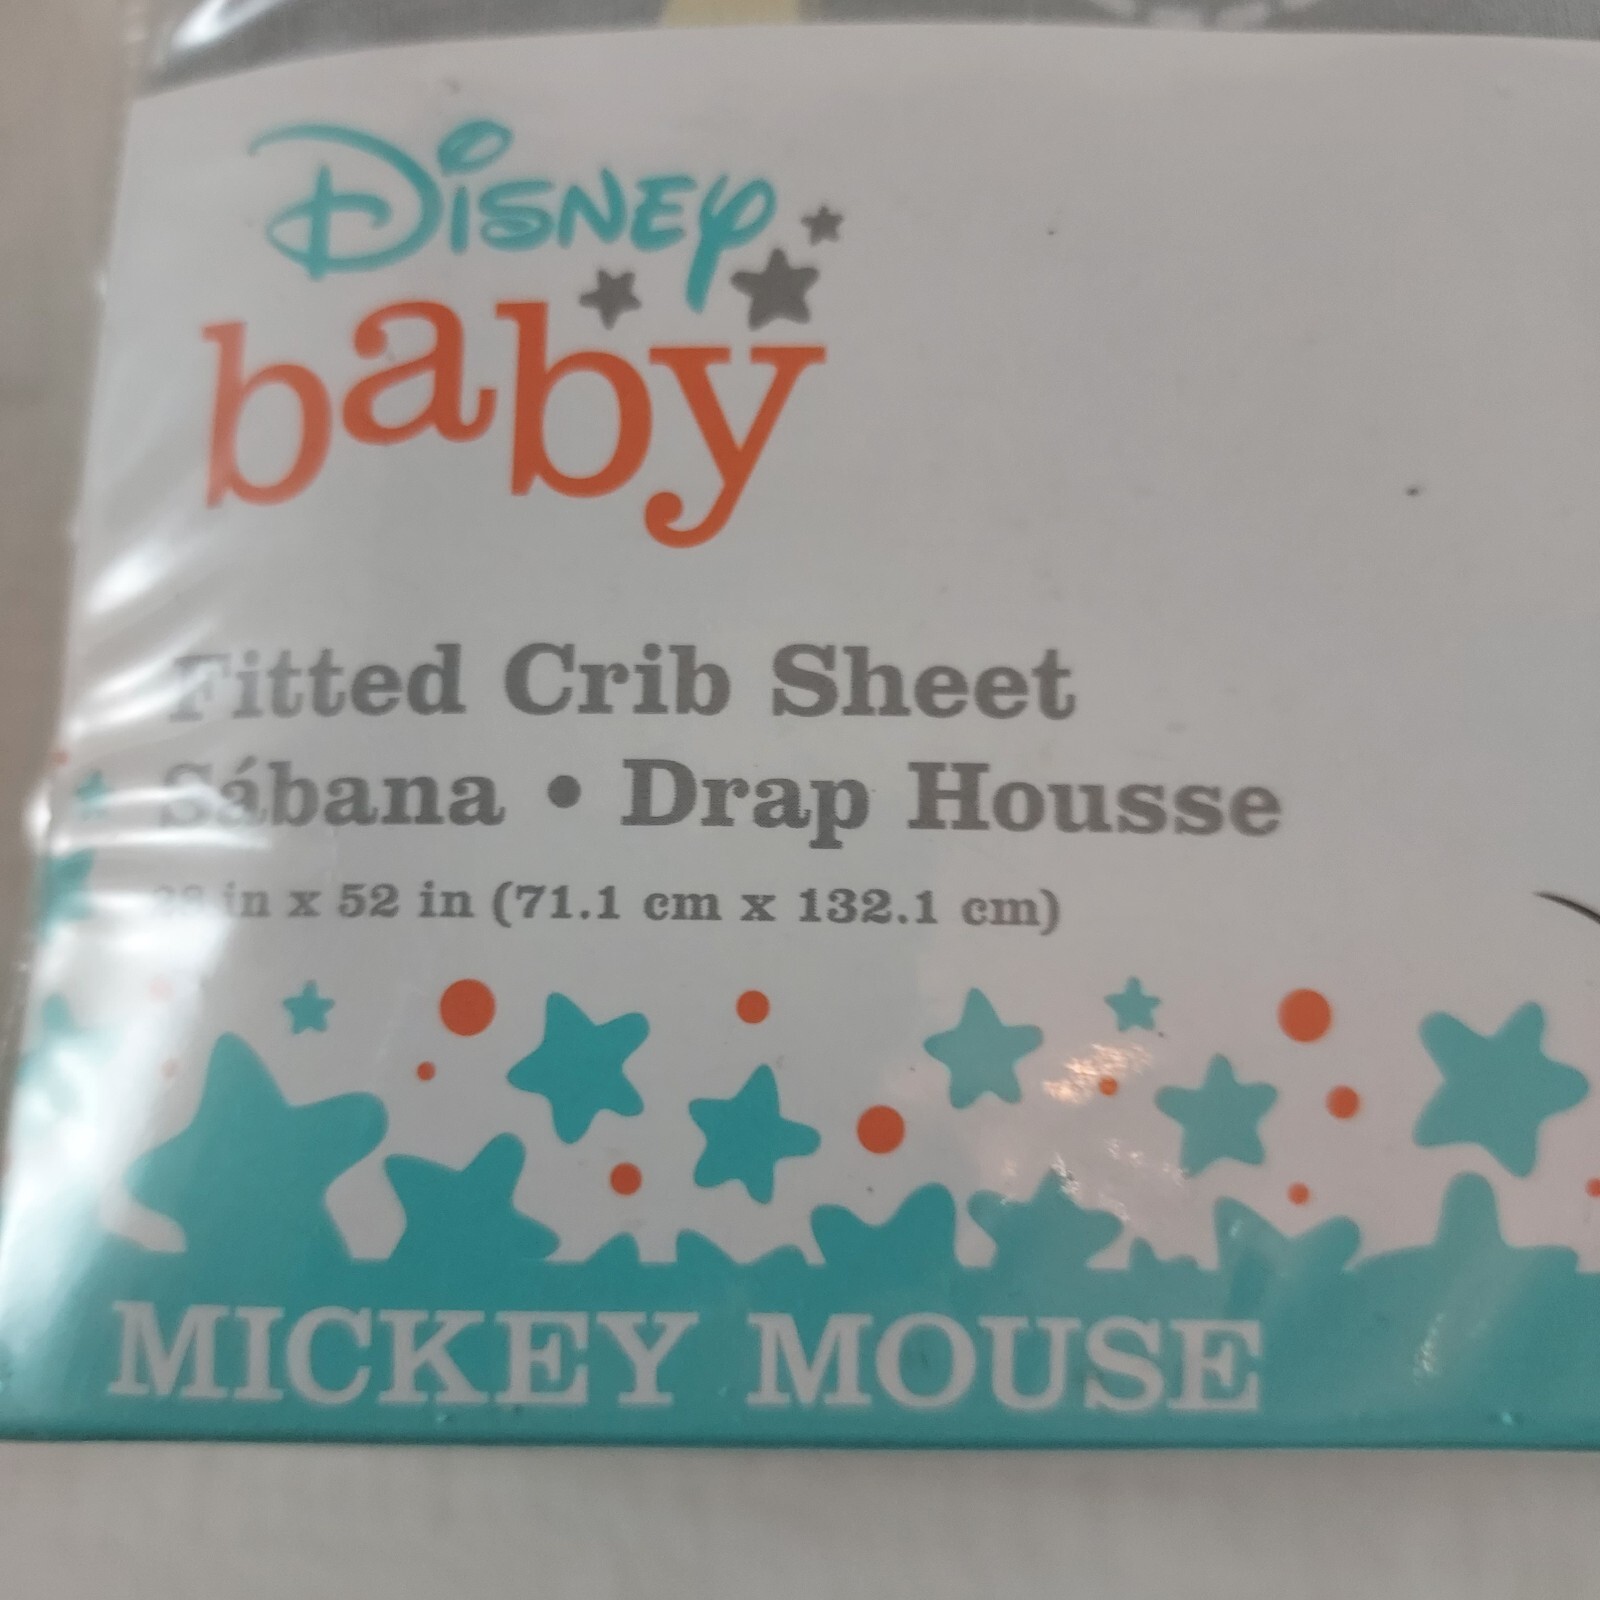 Disney
baby
Fitted Crib Sheet
Sábana • Drap Housse
28 in x 52 in (71.1 cm x 132.1 cm)
MICKEY MOUSE